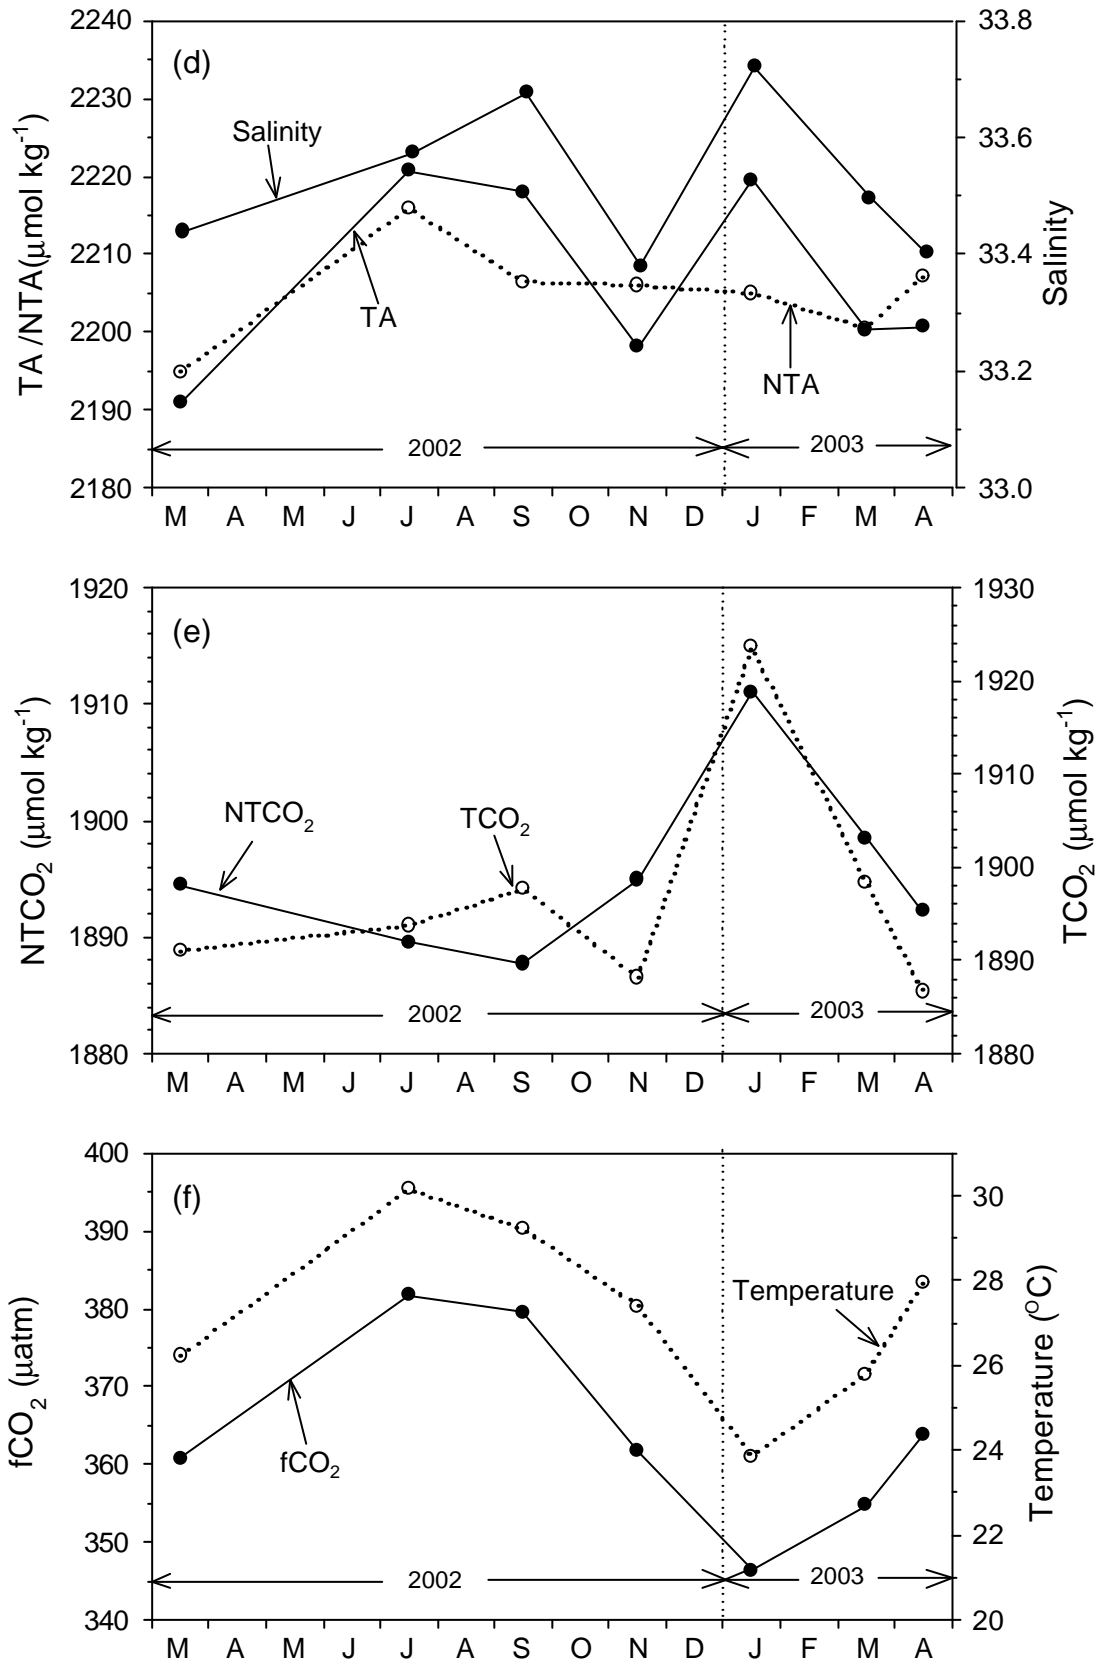 2240
2230
2220
2210
2200
2190
2180
TA /NTA(μmol kg-1)
(d)
Salinity
TA
NTA
2002
2003
33.8
33.6
33.4
33.2
33.0
Salinity
M A M J J A S O N D J F M A
1920
1910
1900
1890
1880
NTCO2 (μmol kg-1)
(e)
NTCO2
TCO2
2002
2003
1930
1920
1910
1900
1890
1880
TCO2 (μmol kg-1)
M A M J J A S O N D J F M A
400
390
380
370
360
350
340
fCO2 (μatm)
(f)
Temperature
fCO2
2002
2003
30
28
26
24
22
20
Temperature (OC)
M A M J J A S O N D J F M A